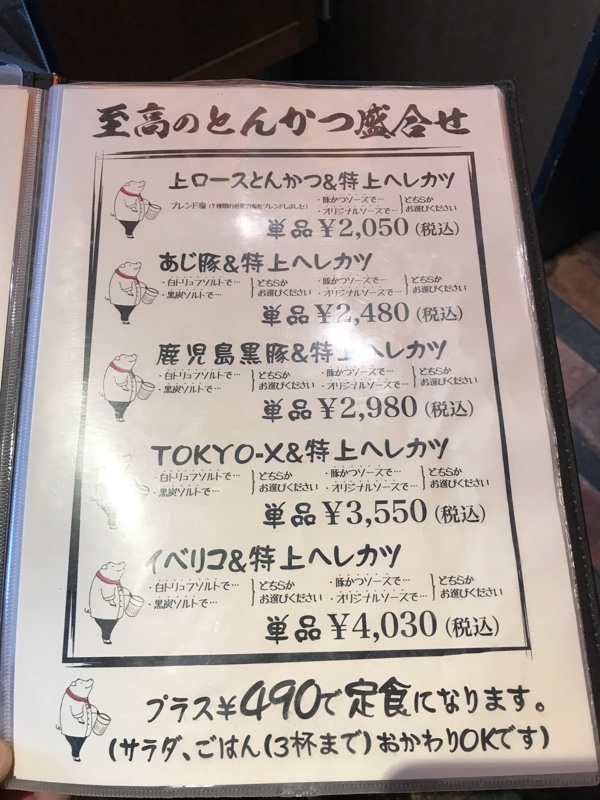 至高のとんかつ盛合せ
上ロースとんかつ&特上ヘレカツ
・豚かつソースで… どちらか
・オリジナルソースで… お選びください
単品¥2,050(税込)
あじ豚&特上ヘレカツ
・白トリュフソルトで… どちらか ・豚かつソースで… どちらか
・黒炭ソルトで… お選びください ・オリジナルソースで… お選びください
単品¥2,480(税込)
鹿児島黒豚&特上ヘレカツ
・白トリュフソルトで… どちらか ・豚かつソースで… どちらか
・黒炭ソルトで… お選びください ・オリジナルソースで… お選びください
単品¥2,980(税込)
TOKYO-X&特上ヘレカツ
・白トリュフソルトで… どちらか ・豚かつソースで… どちらか
・黒炭ソルトで… お選びください ・オリジナルソースで… お選びください
単品¥3,550(税込)
イベリコ&特上ヘレカツ
・白トリュフソルトで… どちらか ・豚かつソースで… どちらか
・黒炭ソルトで… お選びください ・オリジナルソースで… お選びください
単品¥4,030(税込)
プラス¥490で定食になります。
(サラダ、ごはん(3杯まで)おかわりOKです)